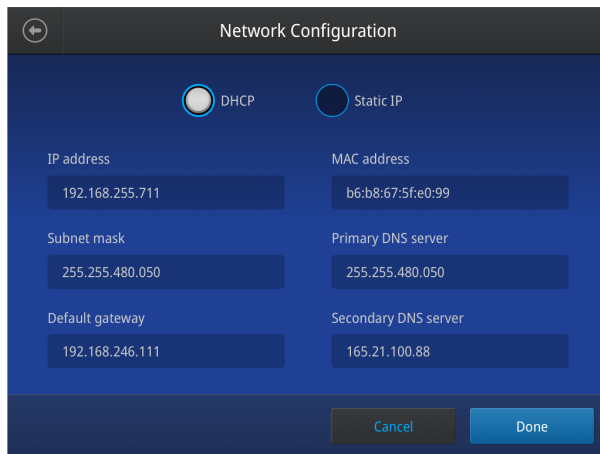 Network Configuration
DHCP Static IP
IP address MAC address
192.168.255.711 b6:b8:67:5f:e0:99
Subnet mask Primary DNS server
255.255.480.050 255.255.480.050
Default gateway Secondary DNS server
192.168.246.111 165.21.100.88
Cancel Done